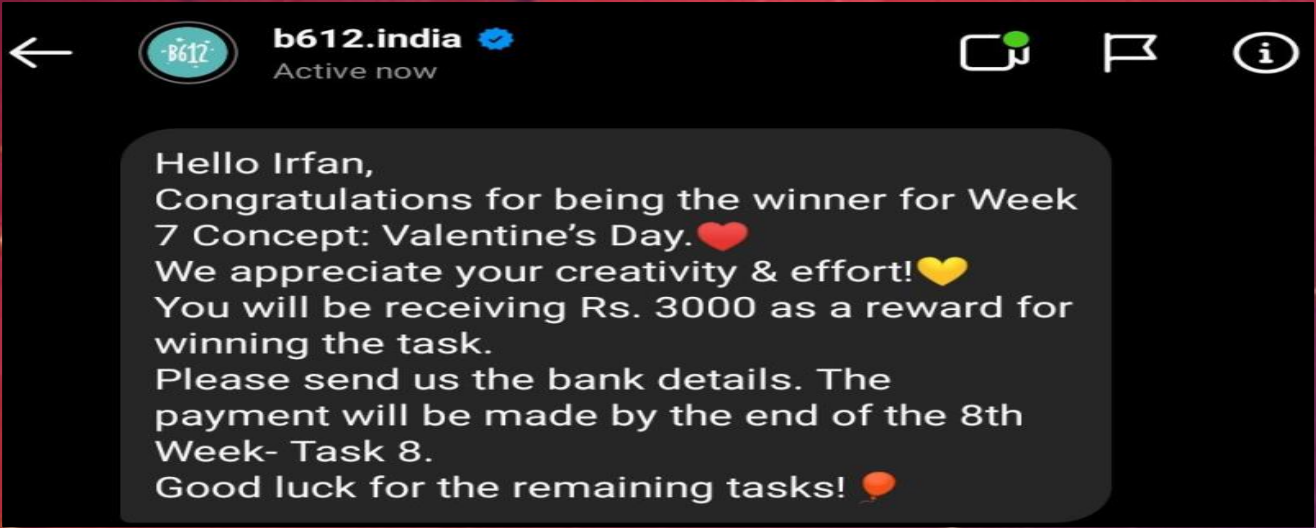 B612
b612.india
Active now
Hello Irfan,
Congratulations for being the winner for Week
7 Concept: Valentine’s Day.❤️
We appreciate your creativity & effort!💛
You will be receiving Rs. 3000 as a reward for
winning the task.
Please send us the bank details. The
payment will be made by the end of the 8th
Week- Task 8.
Good luck for the remaining tasks! 🎈